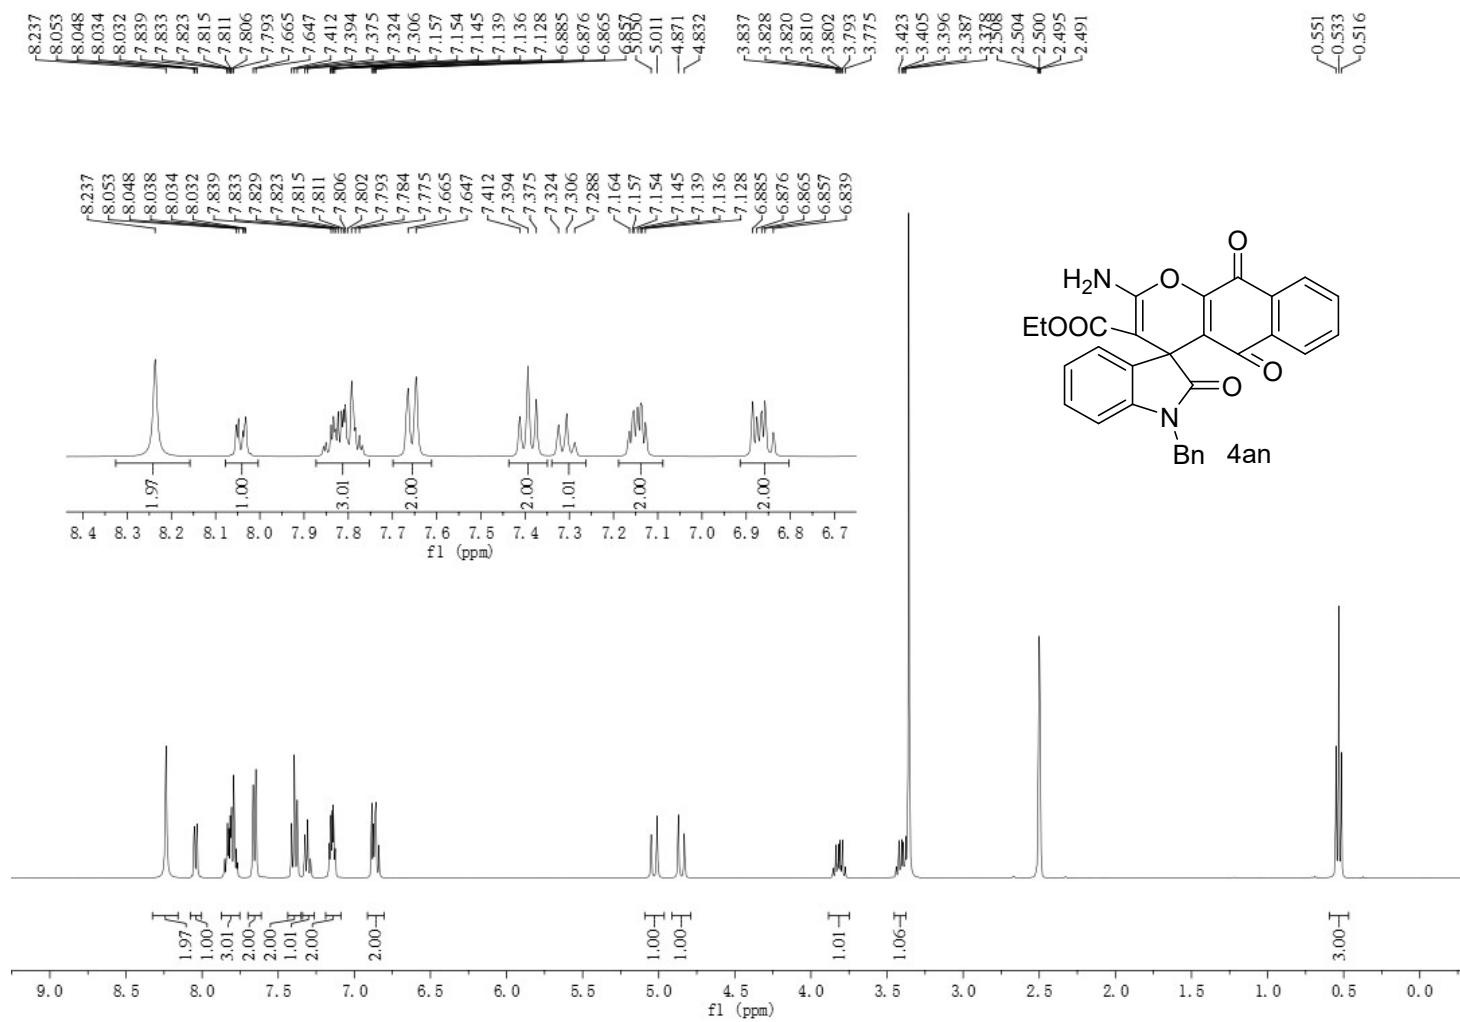 8.237 8.053 8.048 8.034 8.032 7.839 7.833 7.823 7.815 7.811 7.806 7.793 7.665 7.647 7.412 7.394 7.375 7.324 7.306 7.157 7.154 7.145 7.139 7.136 7.128 6.885 6.876 6.865 6.857 5.050 5.011 4.871 4.832 3.837 3.828 3.820 3.810 3.802 3.793 3.775 3.423 3.405 3.396 3.387 3.378 2.508 2.504 2.500 2.495 2.491 0.551 0.533 0.516
8.237 8.053 8.048 8.038 8.034 8.032 7.839 7.833 7.829 7.823 7.815 7.811 7.806 7.802 7.793 7.784 7.775 7.665 7.647 7.412 7.394 7.375 7.324 7.306 7.288 7.164 7.157 7.154 7.145 7.139 7.136 7.128 6.885 6.876 6.865 6.857 6.839
O
H2N O
EtOOC
O
O
N
Bn 4an
1.97 1.00 3.01 2.00 2.00 1.01 2.00 2.00
8.4 8.3 8.2 8.1 8.0 7.9 7.8 7.7 7.6 7.5 7.4 7.3 7.2 7.1 7.0 6.9 6.8 6.7
f1 (ppm)
1.97 1.00 3.01 2.00 2.00 1.01 2.00 2.00 1.00 1.00 1.01 1.06 3.00
9.0 8.5 8.0 7.5 7.0 6.5 6.0 5.5 5.0 4.5 4.0 3.5 3.0 2.5 2.0 1.5 1.0 0.5 0.0
f1 (ppm)